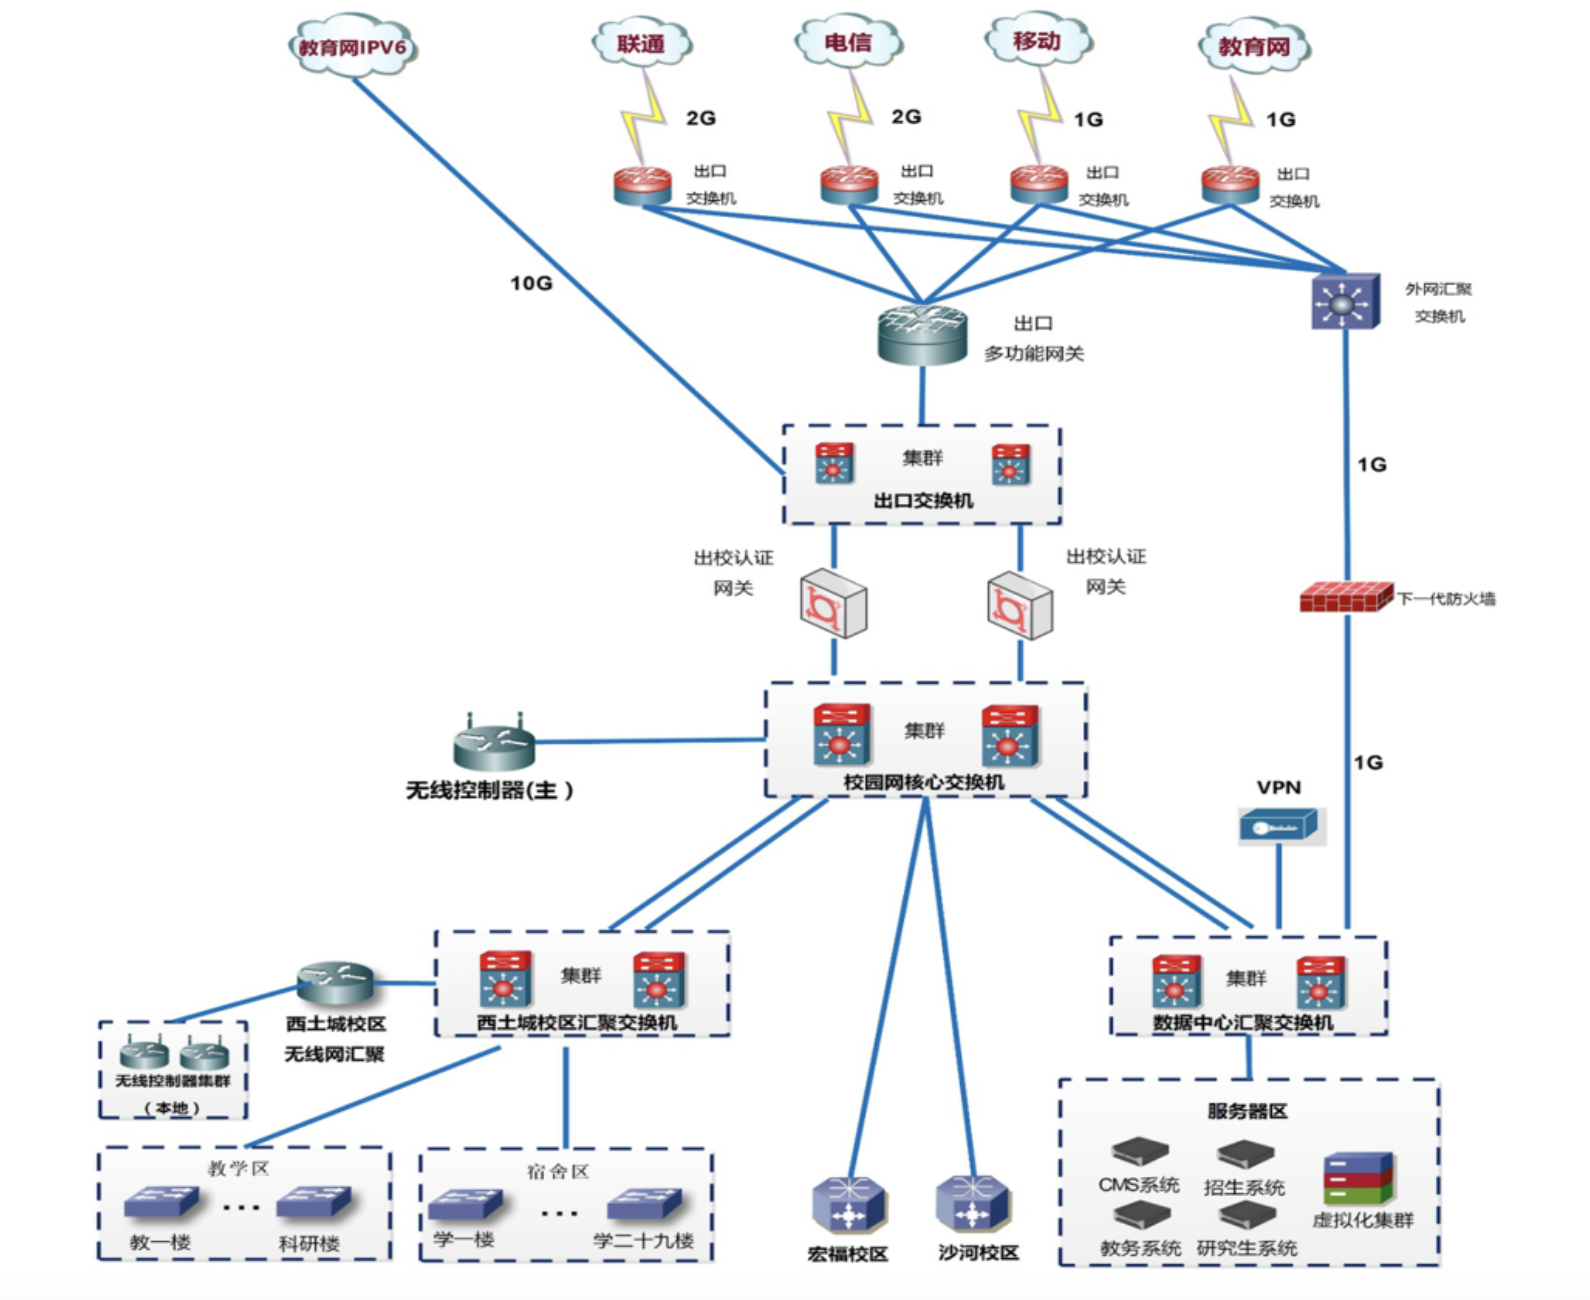 教育网IPV6
联通
电信
移动
教育网
2G
2G
1G
1G
出口
交换机
出口
交换机
出口
交换机
出口
交换机
10G
外网汇聚
交换机
出口
多功能网关
集群
出口交换机
1G
出校认证
网关
出校认证
网关
下一代防火墙
集群
校园网核心交换机
无线控制器(主)
1G
VPN
集群
西土城校区汇聚交换机
西土城校区
无线网汇聚
无线控制器集群
(本地)
集群
数据中心汇聚交换机
教学区
教一楼
...
科研楼
宿舍区
学一楼
...
学二十九楼
宏福校区
沙河校区
服务器区
CMS系统
招生系统
教务系统
研究生系统
虚拟化集群